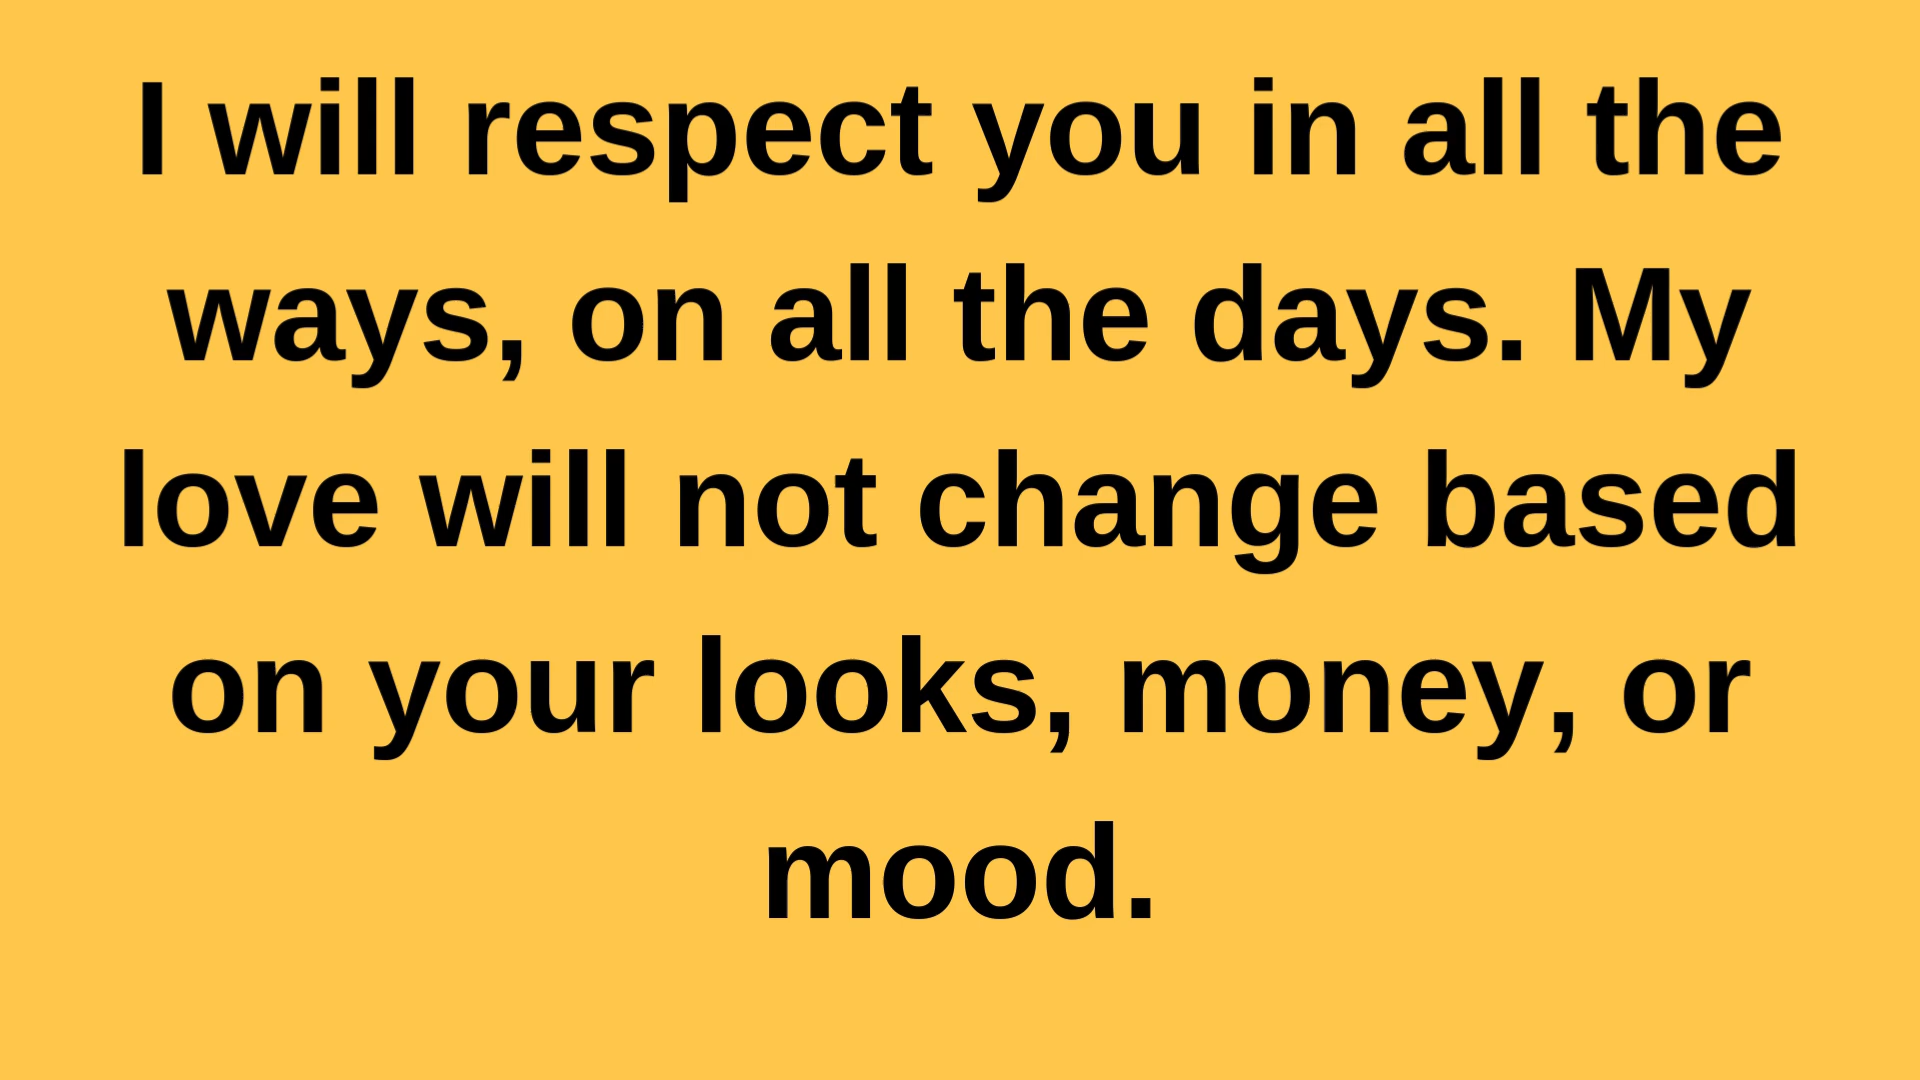 I will respect you in all the
ways, on all the days. My
love will not change based
on your looks, money, or
mood.